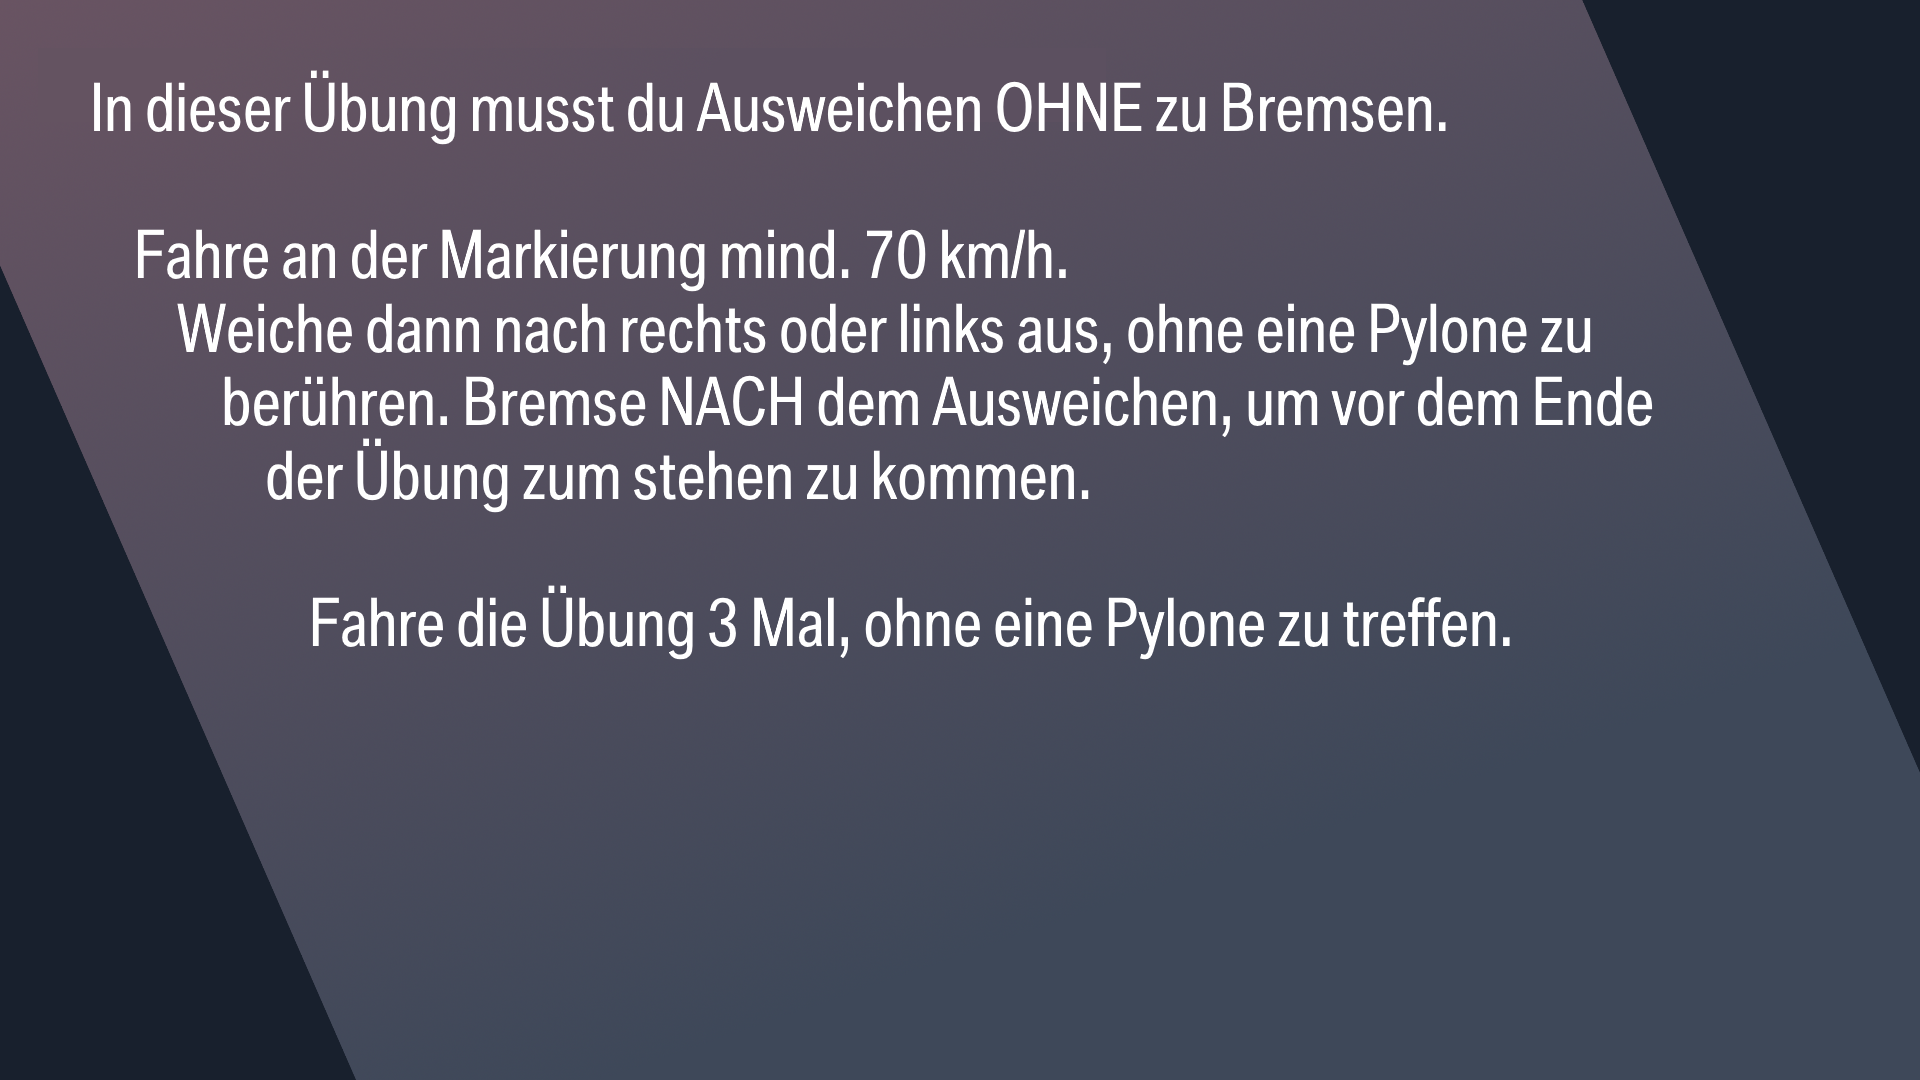 In dieser Übung musst du Ausweichen OHNE zu Bremsen.
Fahre an der Markierung mind. 70 km/h.
Weiche dann nach rechts oder links aus, ohne eine Pylone zu
berühren. Bremse NACH dem Ausweichen, um vor dem Ende
der Übung zum stehen zu kommen.
Fahre die Übung 3 Mal, ohne eine Pylone zu treffen.